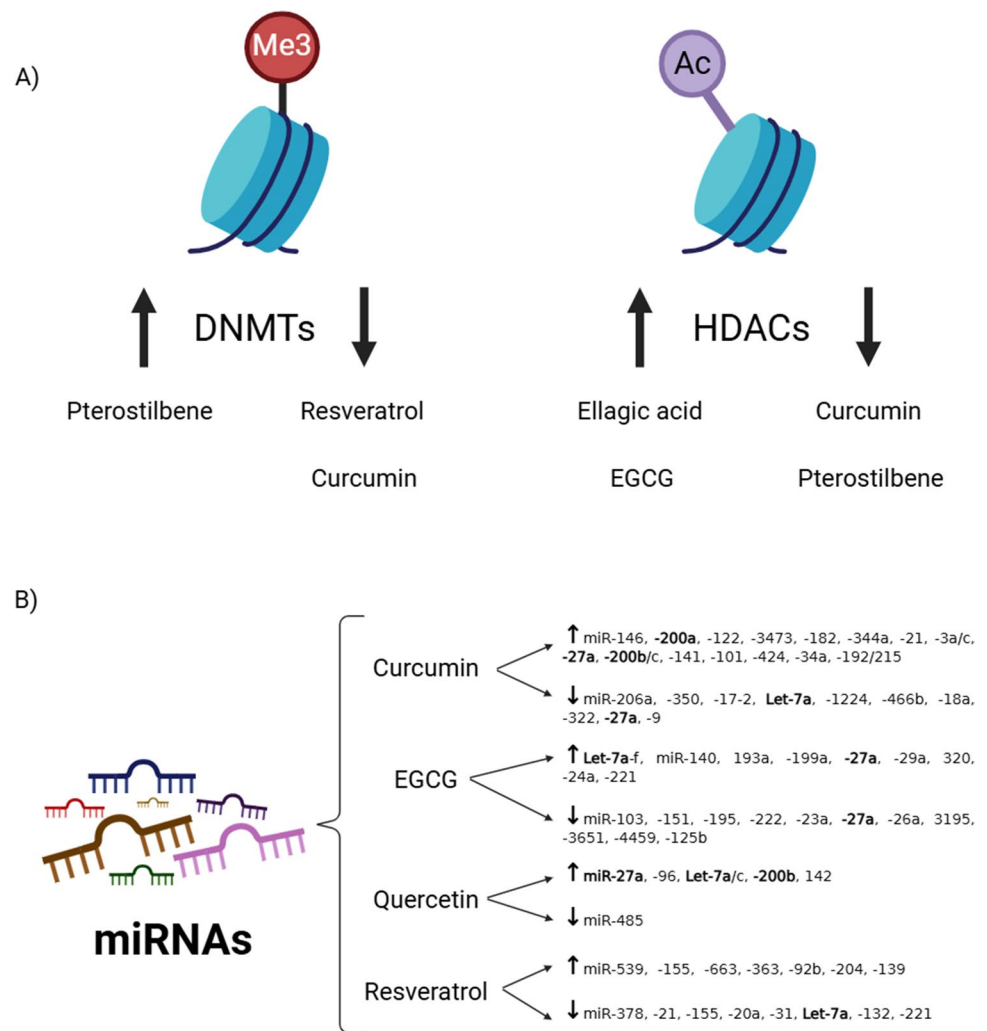 Me3
Ac
A)
DNMTs
HDACs
Pterostilbene
Resveratrol
Ellagic acid
Curcumin
Curcumin
EGCG
Pterostilbene
B)
Curcumin
↑ miR-146, -200a, -122, -3473, -182, -344a, -21, -3a/c,
-27a, -200b/c, -141, -101, -424, -34a, -192/215
↓ miR-206a, -350, -17-2, Let-7a, -1224, -466b, -18a,
-322, -27a, -9
EGCG
↑ Let-7a-f, miR-140, 193a, -199a, -27a, -29a, 320,
-24a, -221
↓ miR-103, -151, -195, -222, -23a, -27a, -26a, 3195,
-3651, -4459, -125b
Quercetin
↑ miR-27a, -96, Let-7a/c, -200b, 142
↓ miR-485
Resveratrol
↑ miR-539, -155, -663, -363, -92b, -204, -139
↓ miR-378, -21, -155, -20a, -31, Let-7a, -132, -221
miRNAs